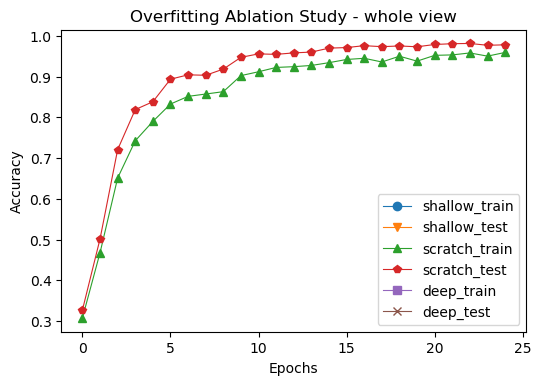 Overfitting Ablation Study - whole view
1.0
0.9
0.8
0.7
0.6
0.5
0.4
0.3
Accuracy
shallow_train
shallow_test
scratch_train
scratch_test
deep_train
deep_test
0
5
10
15
20
25
Epochs